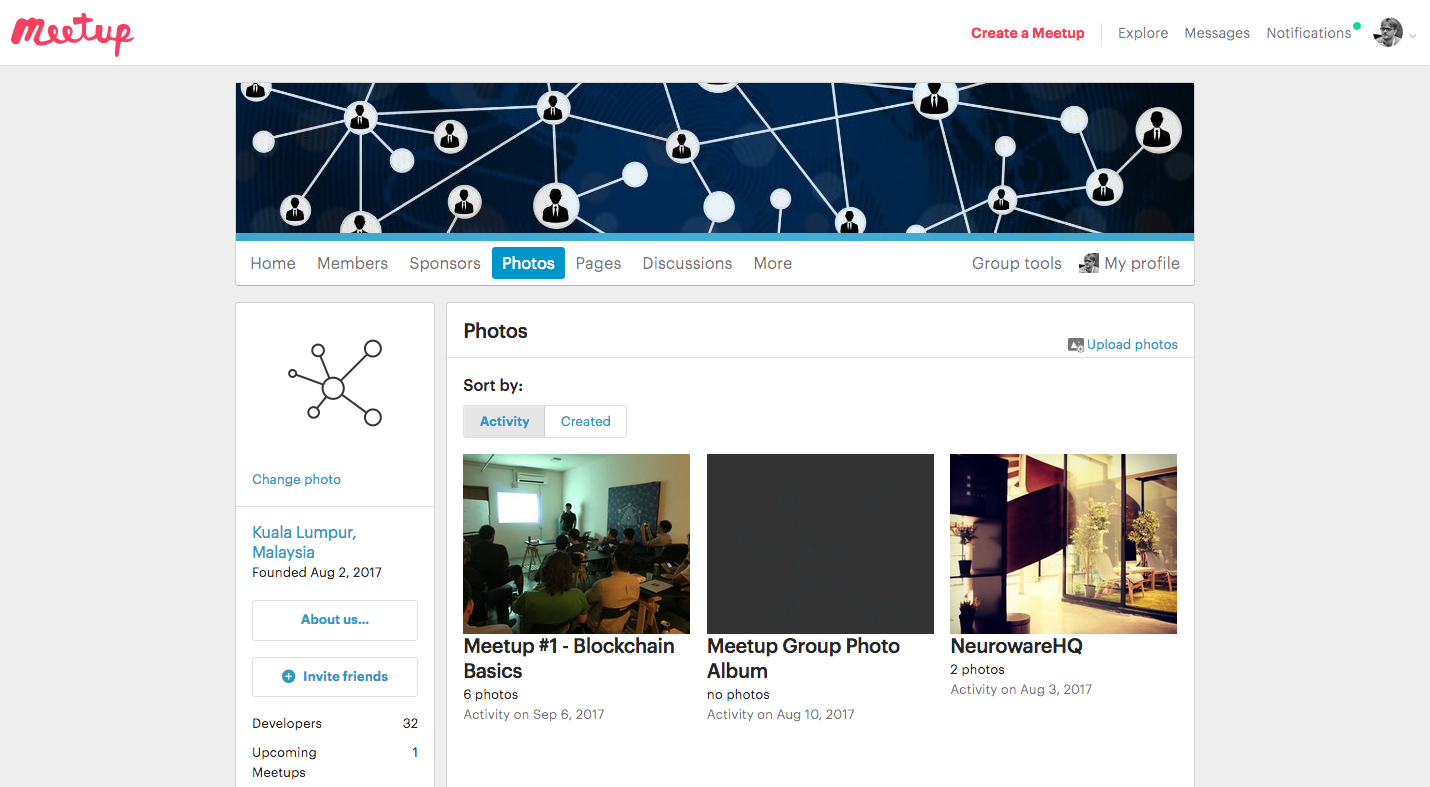 Meetup
Create a Meetup
Explore
Messages
Notifications
Home
Members
Sponsors
Photos
Pages
Discussions
More
Group tools
My profile
Change photo
Kuala Lumpur,
Malaysia
Founded Aug 2, 2017
About us...
Invite friends
Developers 32
Upcoming 1
Meetups
Photos
Upload photos
Sort by:
Activity
Created
Meetup #1 - Blockchain
Basics
6 photos
Activity on Sep 6, 2017
Meetup Group Photo
Album
no photos
Activity on Aug 10, 2017
NeurowareHQ
2 photos
Activity on Aug 3, 2017